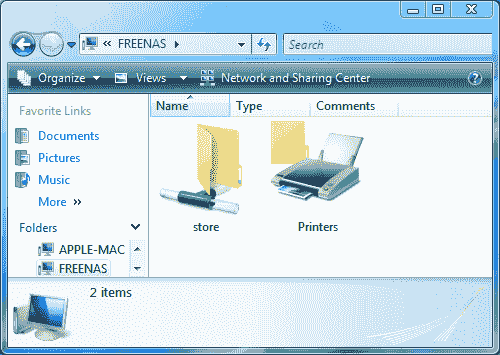 « FREENAS
Search
Organize Views Network and Sharing Center
Favorite Links
Name Type Comments
Documents
Pictures
Music
More »
Folders
APPLE-MAC
FREENAS
store
Printers
2 items